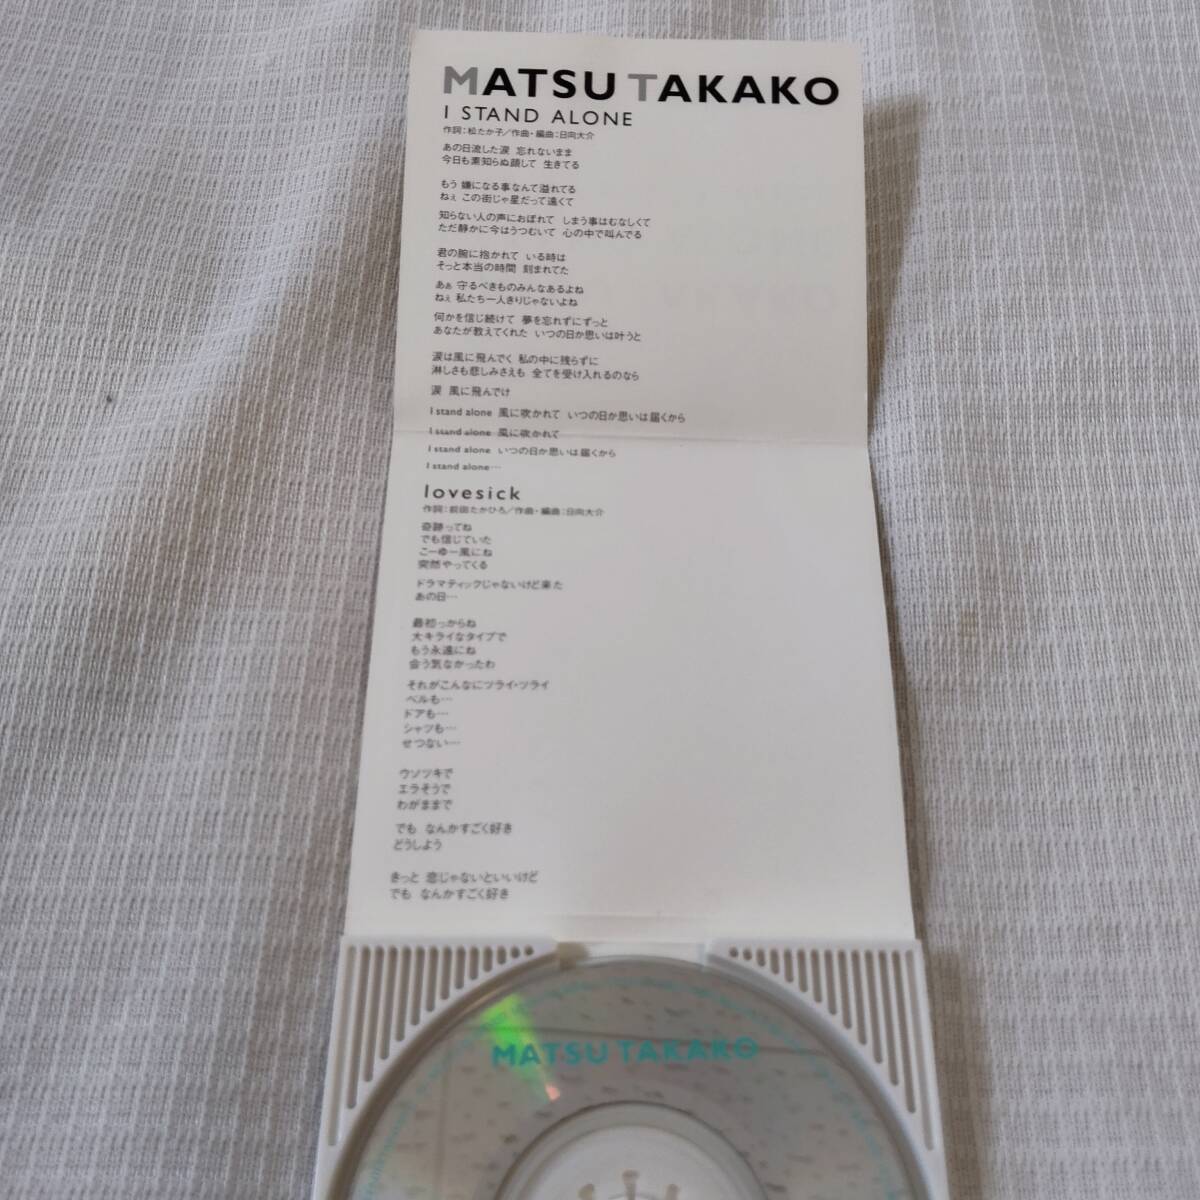 MATSU TAKAKO
I STAND ALONE
作詞：松たか子／作曲・編曲：日向大介
あの日流した涙 忘れないまま
今日も素知らぬ顔して 生きてる
もう 嫌になる事なんて溢れてる
ねぇ この街じゃ星だって遠くて
知らない人の声におぼれて しまう事はむなしくて
ただ静かに今はうつむいて 心の中で叫んでる
君の腕に抱かれて いる時は
そっと本当の時間 刻まれてた
あぁ 守るべきものみんなあるよね
ねぇ 私たち一人きりじゃないよね
何かを信じ続けて 夢を忘れずにずっと
あなたが教えてくれた いつの日か思いは叶うと
涙は風に飛んでく 私の中に残らずに
淋しさも悲しみさえも 全てを受け入れるのなら
涙 風に飛んでけ
I stand alone 風に吹かれて いつの日か思いは届くから
I stand alone 風に吹かれて
I stand alone いつの日か思いは届くから
I stand alone…
lovesick
作詞：前田たかひろ／作曲・編曲：日向大介
奇跡ってね
でも信じていた
こーゆー風にね
突然やってくる
ドラマティックじゃないけど来た
あの日…
最初っからね
大キライなタイプで
もう永遠にね
会う気なかったわ
それがこんなにツライ・ツライ
ベルも…
ドアも…
シャツも…
せつない…
ウソツキで
エラそうで
わがままで
でも なんかすごく好き
どうしよう
きっと 恋じゃないといいけど
でも なんかすごく好き
MATSU TAKAKO